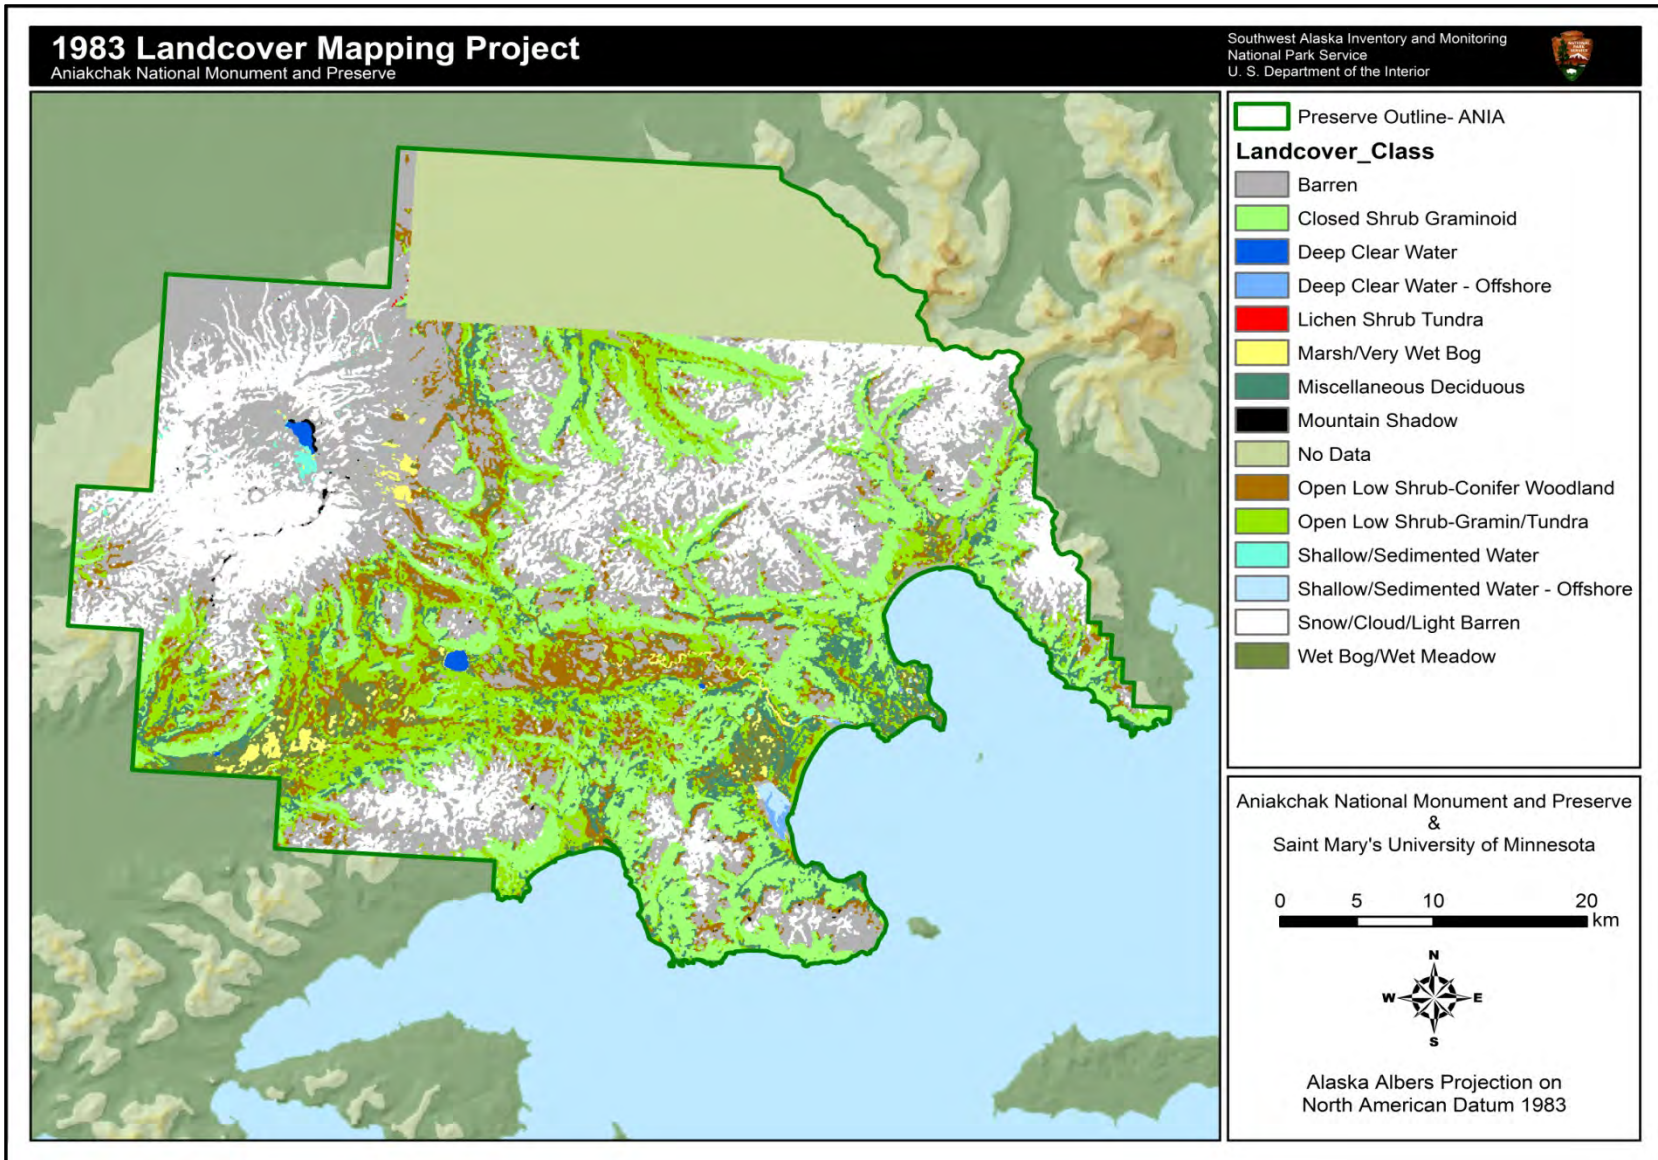 1983 Landcover Mapping Project
Aniakchak National Monument and Preserve
Southwest Alaska Inventory and Monitoring
National Park Service
U. S. Department of the Interior
Preserve Outline- ANIA
Landcover_Class
Barren
Closed Shrub Graminoid
Deep Clear Water
Deep Clear Water - Offshore
Lichen Shrub Tundra
Marsh/Very Wet Bog
Miscellaneous Deciduous
Mountain Shadow
No Data
Open Low Shrub-Conifer Woodland
Open Low Shrub-Gramin/Tundra
Shallow/Sedimented Water
Shallow/Sedimented Water - Offshore
Snow/Cloud/Light Barren
Wet Bog/Wet Meadow
Aniakchak National Monument and Preserve
&
Saint Mary's University of Minnesota
0 5 10 20
km
N
W E
S
Alaska Albers Projection on
North American Datum 1983